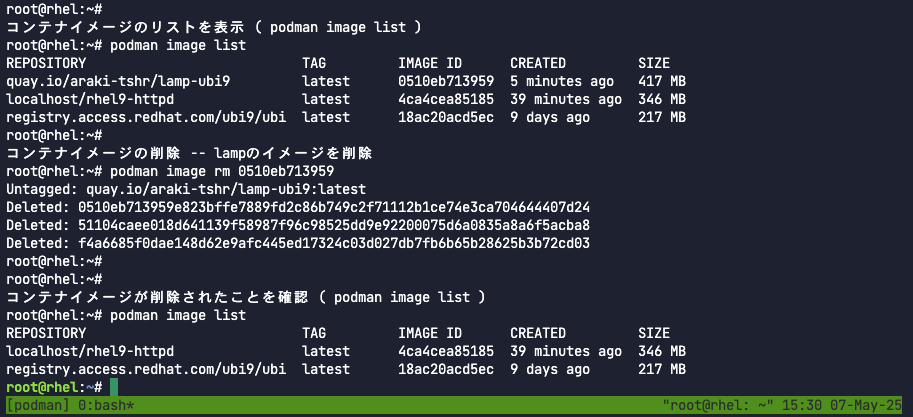 root@rhel:~#
コンテナイメージのリストを表示 ( podman image list )
root@rhel:~# podman image list
REPOSITORY                           TAG         IMAGE ID      CREATED         SIZE
quay.io/araki-tshr/lamp-ubi9         latest      0510eb713959  5 minutes ago   417 MB
localhost/rhel9-httpd                latest      4ca4cea85185  39 minutes ago  346 MB
registry.access.redhat.com/ubi9/ubi  latest      18ac20acd5ec  9 days ago      217 MB
root@rhel:~#
コンテナイメージの削除 -- lampのイメージを削除
root@rhel:~# podman image rm 0510eb713959
Untagged: quay.io/araki-tshr/lamp-ubi9:latest
Deleted: 0510eb713959e823bffe7889fd2c86b749c2f71112b1ce74e3ca704644407d24
Deleted: 51104caee018d641139f58987f96c98525dd9e92200075d6a0835a8a6f5acba8
Deleted: f4a6685f0dae148d62e9afc445ed17324c03d027db7fb6b65b28625b3b72cd03
root@rhel:~#
root@rhel:~#
コンテナイメージが削除されたことを確認 ( podman image list )
root@rhel:~# podman image list
REPOSITORY                           TAG         IMAGE ID      CREATED         SIZE
localhost/rhel9-httpd                latest      4ca4cea85185  39 minutes ago  346 MB
registry.access.redhat.com/ubi9/ubi  latest      18ac20acd5ec  9 days ago      217 MB
root@rhel:~#
[podman] 0:bash* "root@rhel: ~" 15:30 07-May-25